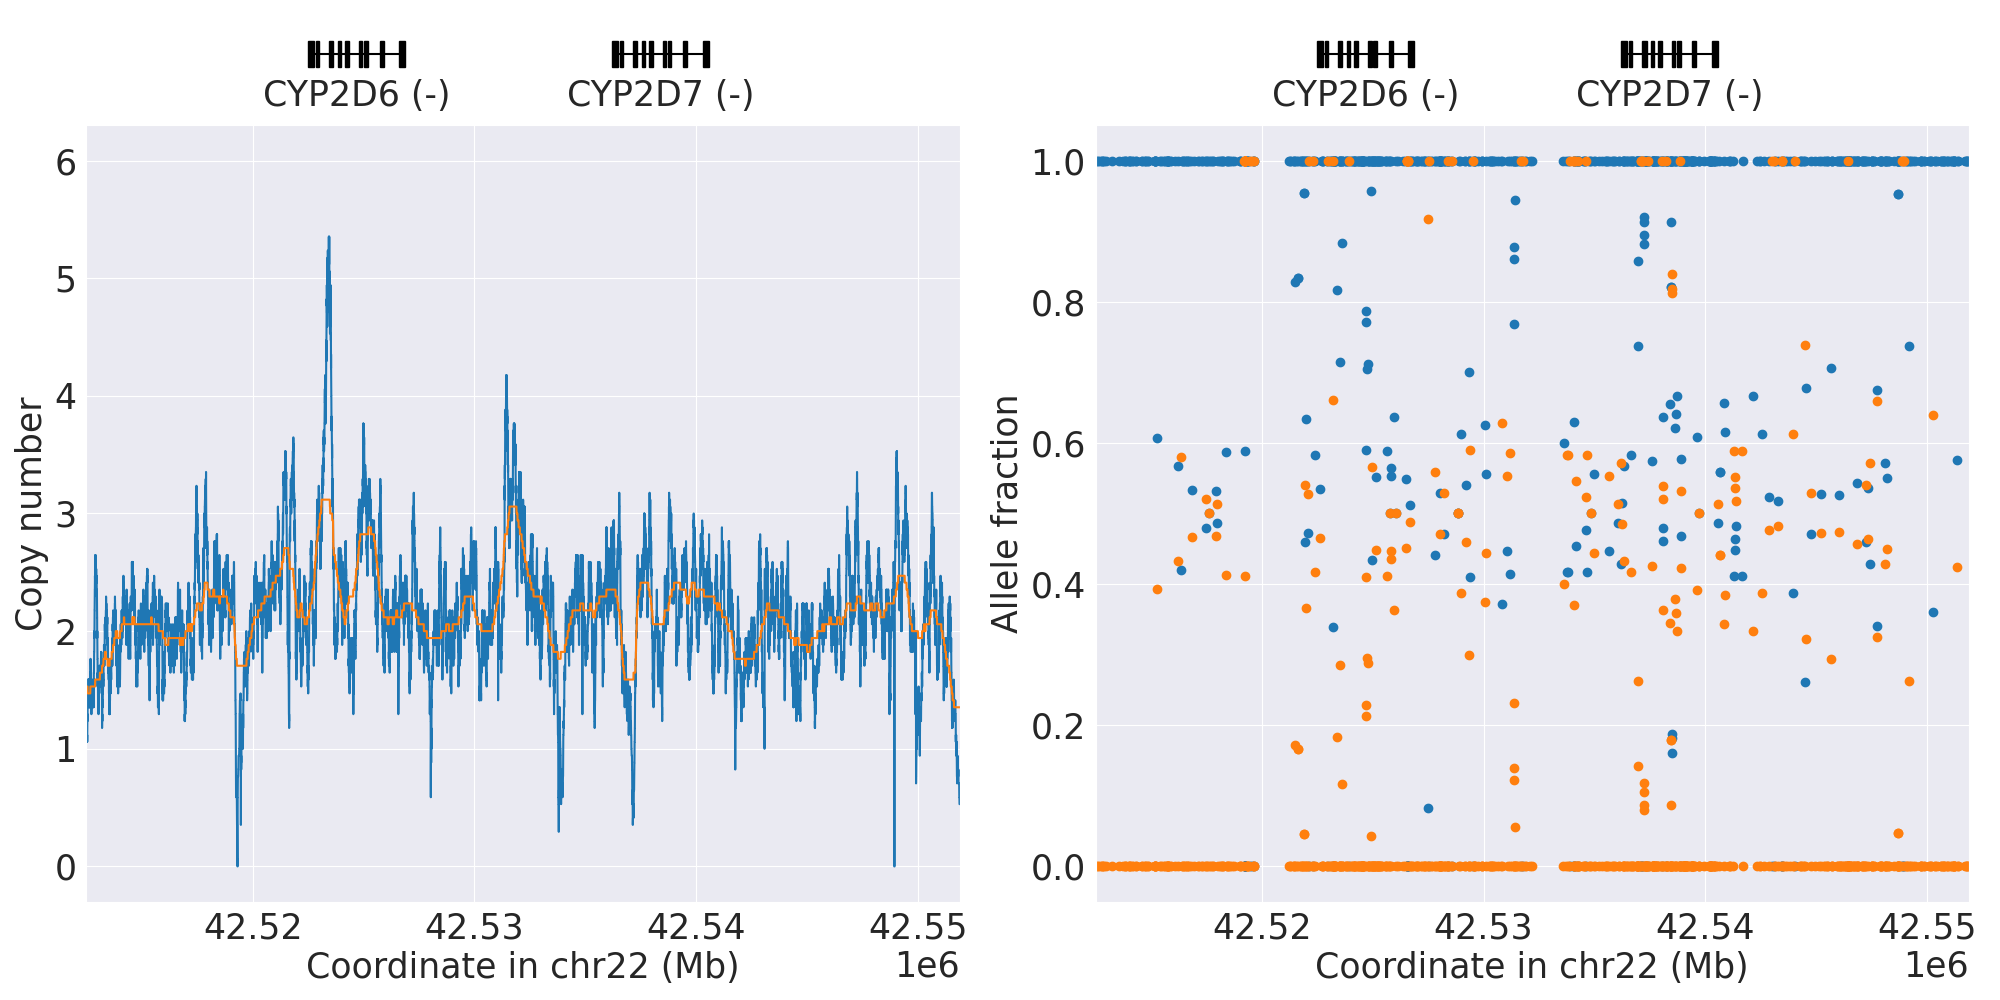 CYP2D6 (-)
CYP2D7 (-)
6
5
4
3
2
1
0
Copy number
42.52
42.53
42.54
42.55
Coordinate in chr22 (Mb)
1e6
CYP2D6 (-)
CYP2D7 (-)
1.0
0.8
0.6
0.4
0.2
0.0
Allele fraction
42.52
42.53
42.54
42.55
Coordinate in chr22 (Mb)
1e6